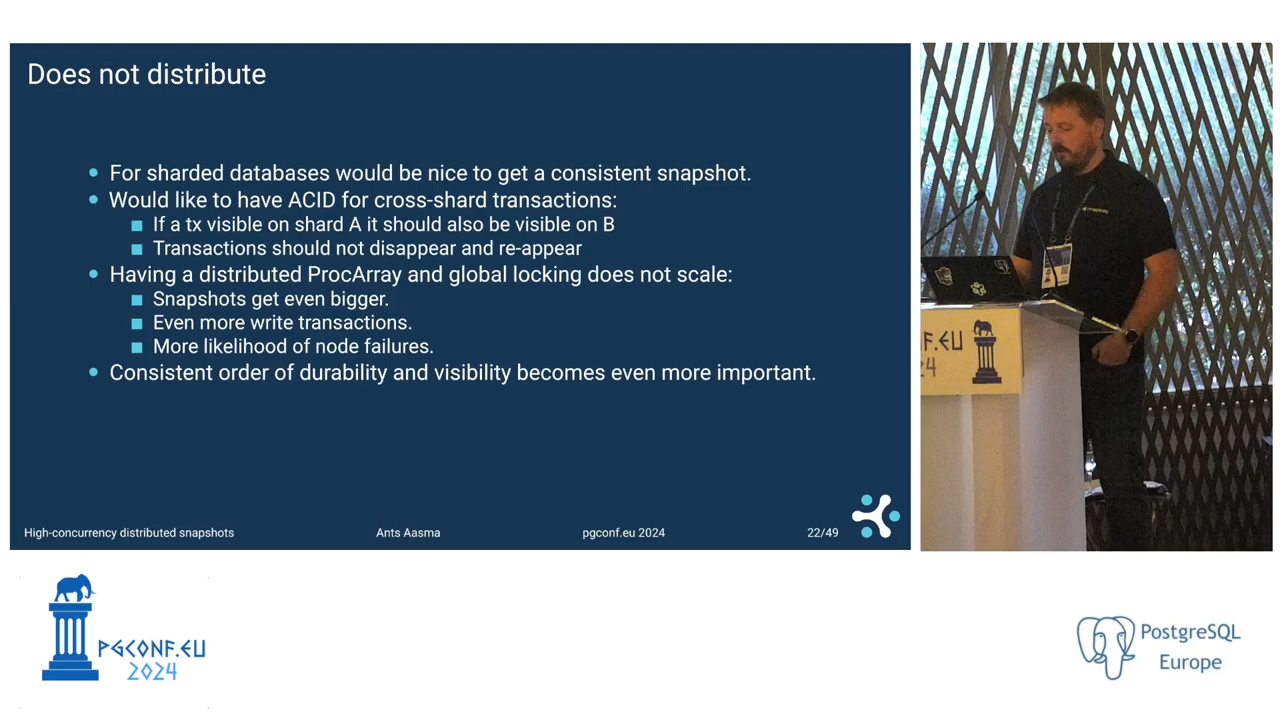 Does not distribute
For sharded databases would be nice to get a consistent snapshot.
Would like to have ACID for cross-shard transactions:
If a tx visible on shard A it should also be visible on B
Transactions should not disappear and re-appear
Having a distributed ProcArray and global locking does not scale:
Snapshots get even bigger.
Even more write transactions.
More likelihood of node failures.
Consistent order of durability and visibility becomes even more important.
High-concurrency distributed snapshots
Ants Aasma
pgconf.eu 2024
22/49
NF.EU
24
PGCONF.EU
2024
PostgreSQL
Europe